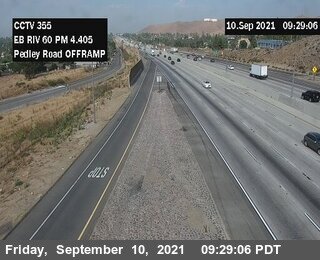 CCTV 355
10.Sep 2021 09:29:06
EB RIV 60 PM 4.405
Pedley Road OFFRAMP
STOP
Friday, September 10, 2021 09:29:06 PDT